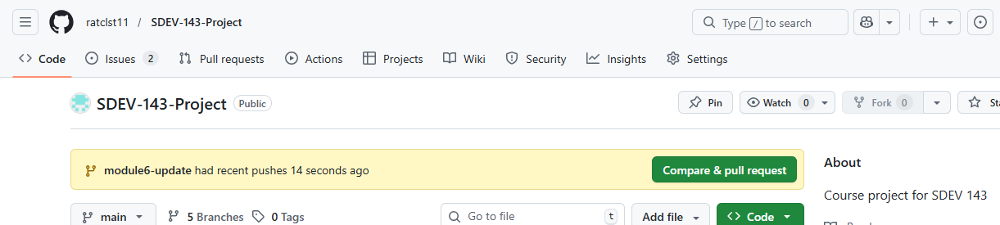 ratclst11 / SDEV-143-Project Type / to search
Code Issues 2 Pull requests Actions Projects Wiki Security Insights Settings
SDEV-143-Project Public Pin Watch 0 Fork 0
module6-update had recent pushes 14 seconds ago Compare & pull request
About
Course project for SDEV 143
main 5 Branches 0 Tags Go to file t Add file Code